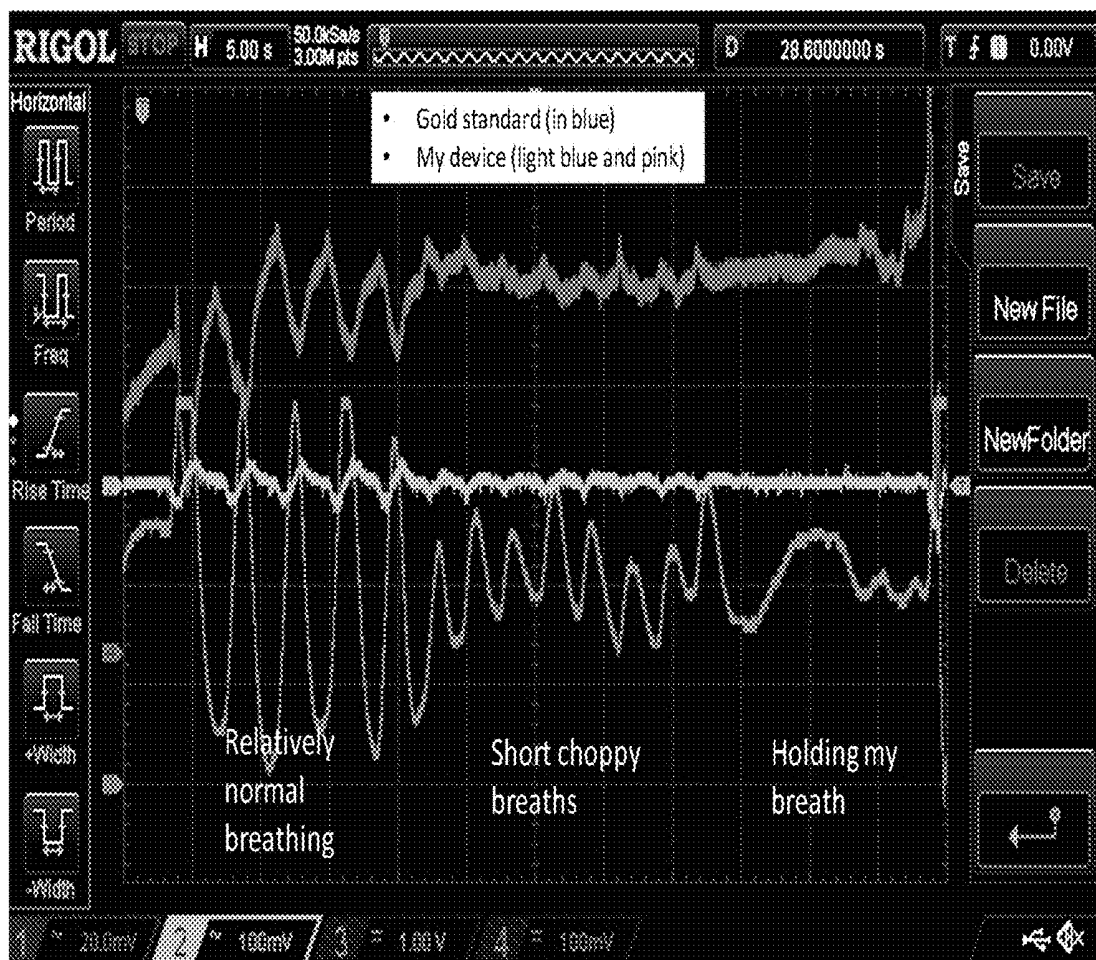 RIGOL STOP H 5.00 s 50.0kSa/s 3.00M pts D 28.6000000 s T 0.00V
Horizontal
• Gold standard (in blue)
• My device (light blue and pink)
Save
Save
Period
New File
Freq
NewFolder
Rise Time
Delete
Fall Time
Relatively
normal
breathing
Short choppy
breaths
Holding my
breath
+Width
-Width
1 ~ 20.0mV 2 ~ 100mV 3 = 1.00 V 4 = 100mV